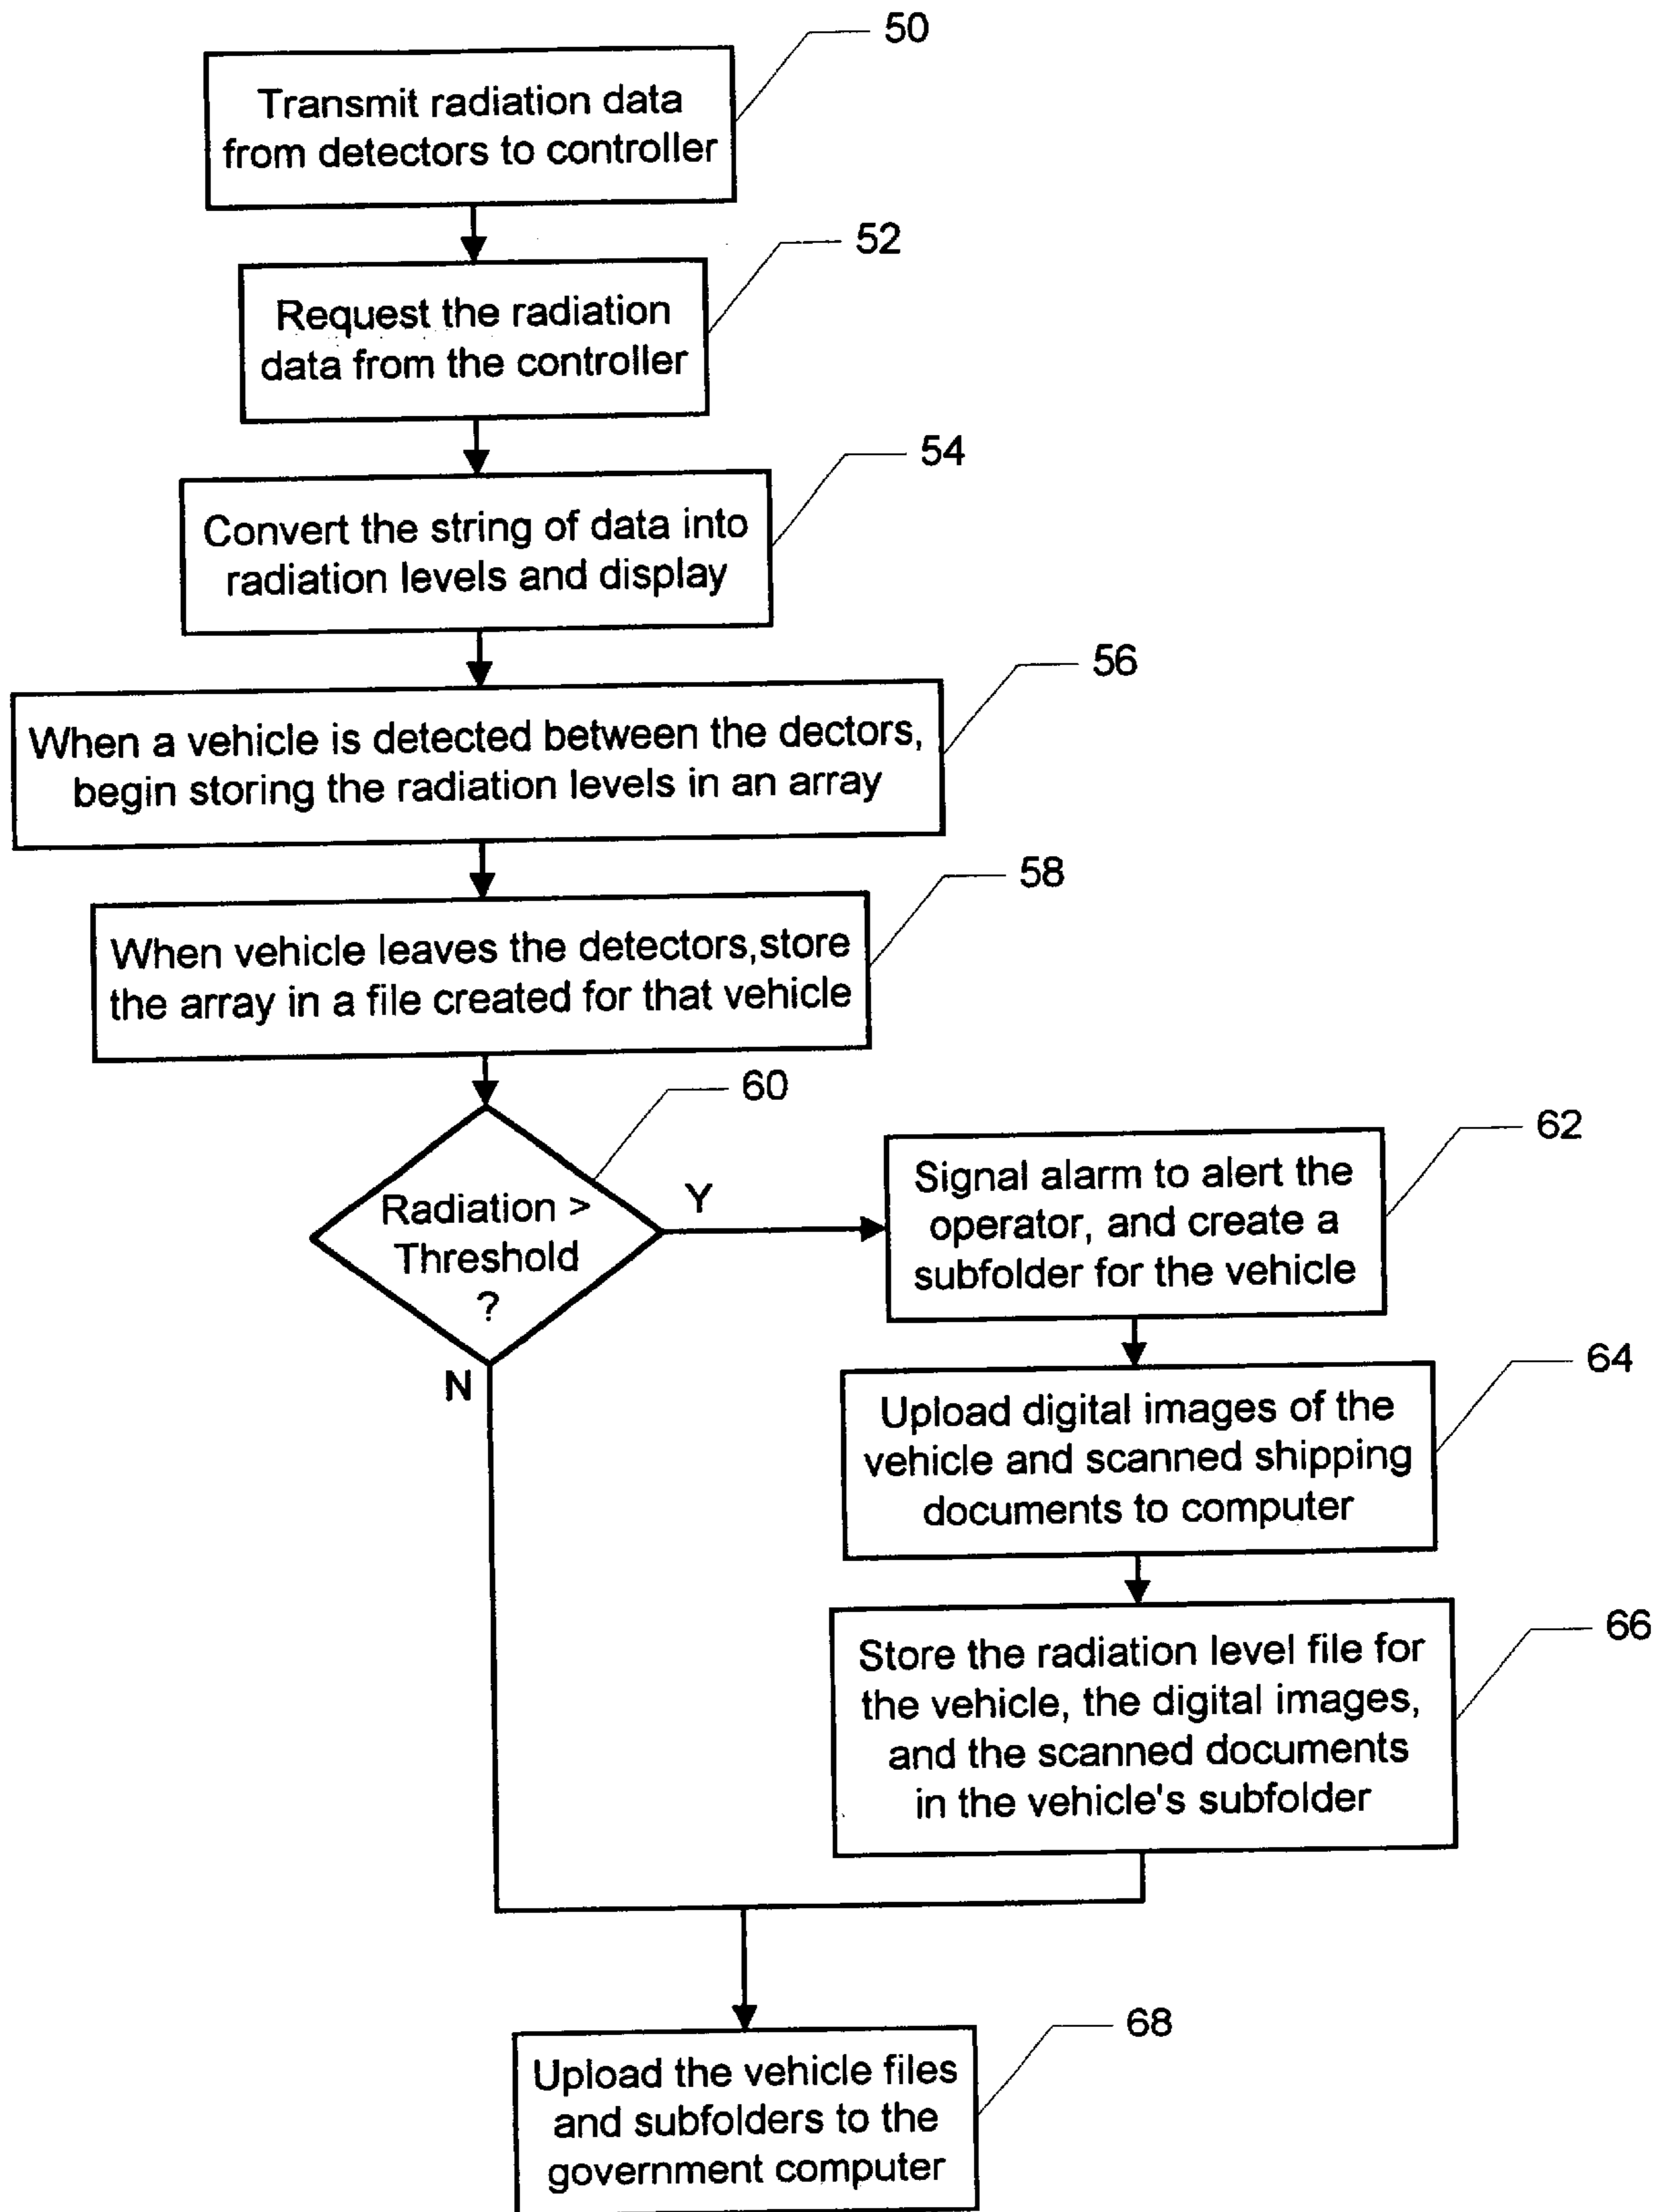 50
Transmit radiation data
from detectors to controller
52
Request the radiation
data from the controller
54
Convert the string of data into
radiation levels and display
56
When a vehicle is detected between the dectors,
begin storing the radiation levels in an array
58
When vehicle leaves the detectors,store
the array in a file created for that vehicle
60
Radiation >
Threshold
?
Y
N
62
Signal alarm to alert the
operator, and create a
subfolder for the vehicle
64
Upload digital images of the
vehicle and scanned shipping
documents to computer
66
Store the radiation level file for
the vehicle, the digital images,
and the scanned documents
in the vehicle's subfolder
68
Upload the vehicle files
and subfolders to the
government computer